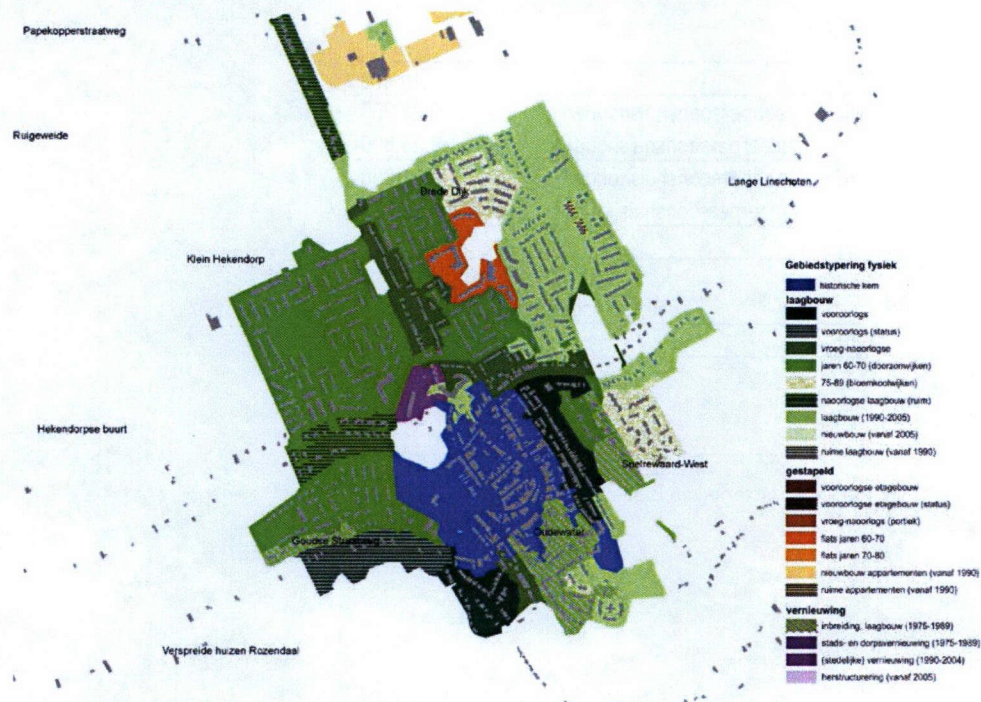 Papekopperstraatweg
Ruigeweide
Brede Dijk
Lange Linschoten
Klein Hekendorp
Hekendorpse buurt
Snelrewaard-West
Oudewater
Goudse Straatweg
Verspreide huizen Rozendaal
Gebiedstypering fysiek
historische kern
laagbouw
vooroorlogs
vooroorlogs (status)
vroeg-naoorlogse
jaren 60-70 (doorzonwijken)
75-89 (bloemkoolwijken)
naoorlogse laagbouw (ruim)
laagbouw (1990-2005)
nieuwbouw (vanaf 2005)
ruime laagbouw (vanaf 1990)
gestapeld
vooroorlogse etagebouw
vooroorlogse etagebouw (status)
vroeg-naoorlogs (portiek)
flats jaren 60-70
flats jaren 70-80
nieuwbouw appartementen (vanaf 1990)
ruime appartementen (vanaf 1990)
vernieuwing
inbreiding, laagbouw (1975-1989)
stads- en dorpsvernieuwing (1975-1989)
(stedelijke) vernieuwing (1990-2004)
herstructurering (vanaf 2005)